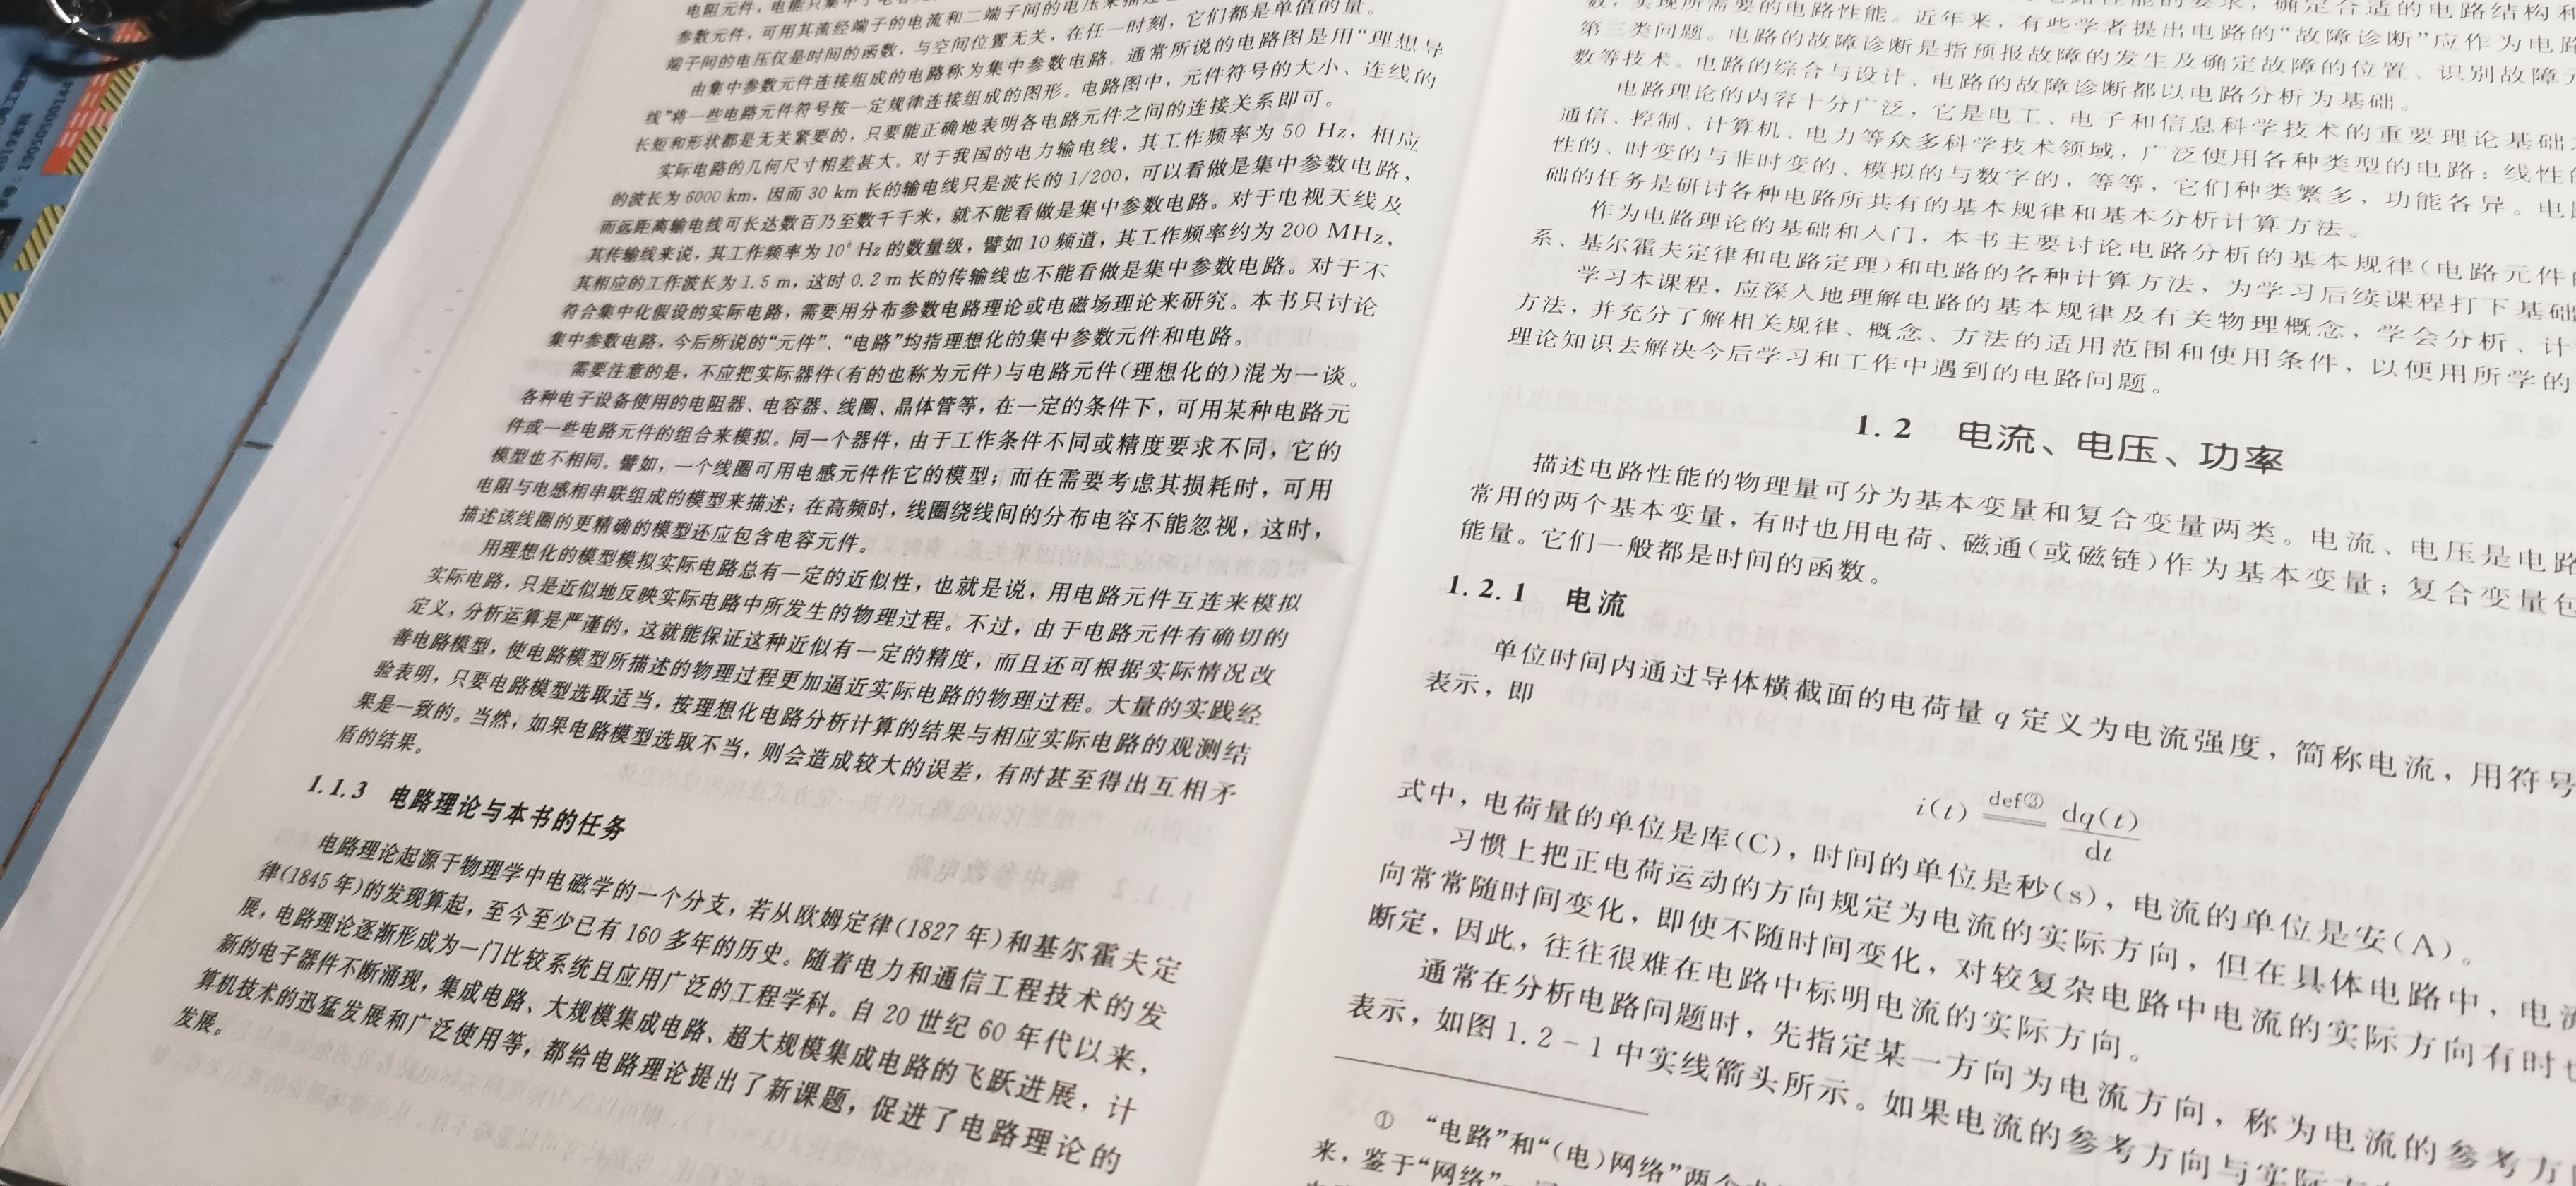 参数元件，可用其流经端子的电流和二端子间的电压来描述
端子间的电压仅是时间的函数，与空间位置无关，在任一时刻，它们都是单值的量。
由集中参数元件连接组成的电路称为集中参数电路。通常所说的电路图是用“理想导
线”将一些电路元件符号按一定规律连接组成的图形。电路图中，元件符号的大小、连线的
长短和形状都是无关紧要的，只要能正确地表明各电路元件之间的连接关系即可。
实际电路的几何尺寸相差甚大。对于我国的电力输电线，其工作频率为 50 Hz，相应
的波长为 6000 km，因而 30 km 长的输电线只是波长的 1/200，可以看做是集中参数电路，
而远距离输电线可长达数百乃至数千千米，就不能看做是集中参数电路。对于电视天线及
其传输线来说，其工作频率为 10⁸ Hz 的数量级，譬如 10 频道，其工作频率约为 200 MHz，
其相应的工作波长为 1.5 m，这时 0.2 m 长的传输线也不能看做是集中参数电路。对于不
符合集中化假设的实际电路，需要用分布参数电路理论或电磁场理论来研究。本书只讨论
集中参数电路，今后所说的“元件”、“电路”均指理想化的集中参数元件和电路。
需要注意的是，不应把实际器件(有的也称为元件)与电路元件(理想化的)混为一谈。
各种电子设备使用的电阻器、电容器、线圈、晶体管等，在一定的条件下，可用某种电路元
件或一些电路元件的组合来模拟。同一个器件，由于工作条件不同或精度要求不同，它的
模型也不相同。譬如，一个线圈可用电感元件作它的模型；而在需要考虑其损耗时，可用
电阻与电感相串联组成的模型来描述；在高频时，线圈绕线间的分布电容不能忽视，这时，
描述该线圈的更精确的模型还应包含电容元件。
用理想化的模型模拟实际电路总有一定的近似性，也就是说，用电路元件互连来模拟
实际电路，只是近似地反映实际电路中所发生的物理过程。不过，由于电路元件有确切的
定义，分析运算是严谨的，这就能保证这种近似有一定的精度，而且还可根据实际情况改
善电路模型，使电路模型所描述的物理过程更加逼近实际电路的物理过程。大量的实践经
验表明，只要电路模型选取适当，按理想化电路分析计算的结果与相应实际电路的观测结
果是一致的。当然，如果电路模型选取不当，则会造成较大的误差，有时甚至得出互相矛
盾的结果。
1.1.3 电路理论与本书的任务
电路理论起源于物理学中电磁学的一个分支，若从欧姆定律(1827 年)和基尔霍夫定
律(1845 年)的发现算起，至今至少已有 160 多年的历史。随着电力和通信工程技术的发
展，电路理论逐渐形成为一门比较系统且应用广泛的工程学科。自 20 世纪 60 年代以来，
新的电子器件不断涌现，集成电路、大规模集成电路、超大规模集成电路的飞跃进展，计
算机技术的迅猛发展和广泛使用等，都给电路理论提出了新课题，促进了电路理论的
发展。
数，实现所需要的电路性能。近年来，有些学者提出电路的“故障诊断”应作为电路
第三类问题。电路的故障诊断是指预报故障的发生及确定故障的位置、识别故障
数等技术。电路的综合与设计、电路的故障诊断都以电路分析为基础。
电路理论的内容十分广泛，它是电工、电子和信息科学技术的重要理论基础
通信、控制、计算机、电力等众多科学技术领域，广泛使用各种类型的电路：线性
性的、时变的与非时变的、模拟的与数字的，等等，它们种类繁多，功能各异。电
础的任务是研讨各种电路所共有的基本规律和基本分析计算方法。
作为电路理论的基础和入门，本书主要讨论电路分析的基本规律(电路元件
系、基尔霍夫定律和电路定理)和电路的各种计算方法，为学习后续课程打下基础
学习本课程，应深入地理解电路的基本规律及有关物理概念，学会分析、计
方法，并充分了解相关规律、概念、方法的适用范围和使用条件，以便用所学的
理论知识去解决今后学习和工作中遇到的电路问题。
1.2 电流、电压、功率
描述电路性能的物理量可分为基本变量和复合变量两类。电流、电压是电路
常用的两个基本变量，有时也用电荷、磁通(或磁链)作为基本变量；复合变量包
能量。它们一般都是时间的函数。
1.2.1 电流
单位时间内通过导体横截面的电荷量 q 定义为电流强度，简称电流，用符号
表示，即
i(t) def③ dq(t)/dt
式中，电荷量的单位是库(C)，时间的单位是秒(s)，电流的单位是安(A)。
习惯上把正电荷运动的方向规定为电流的实际方向，但在具体电路中，电流
向常常随时间变化，即使不随时间变化，对较复杂电路中电流的实际方向有时也
断定，因此，往往很难在电路中标明电流的实际方向。
通常在分析电路问题时，先指定某一方向为电流方向，称为电流的参考方
表示，如图 1.2-1 中实线箭头所示。如果电流的参考方向与实际方
① “电路”和“(电)网络”两个
来，鉴于“网络”